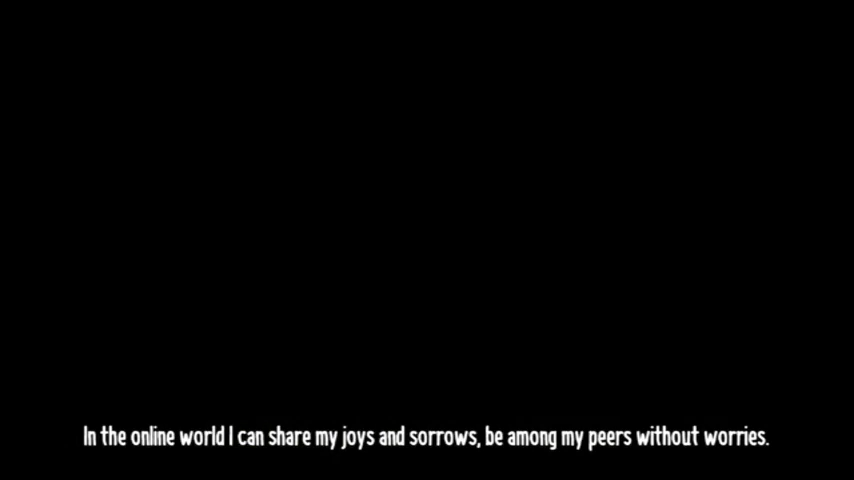 In the online world I can share my joys and sorrows, be among my peers without worries.